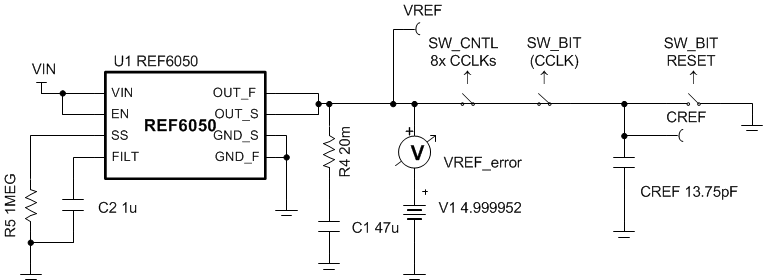 VREF
U1 REF6050
SW_CNTL
8x CCLKs
SW_BIT
(CCLK)
SW_BIT
RESET
VIN
VIN
EN
SS
FILT
REF6050
OUT_F
OUT_S
GND_S
GND_F
CREF
R4 20m
+
V
VREF_error
+
V1 4.999952
CREF 13.75pF
R5 1MEG
C2 1u
C1 47u